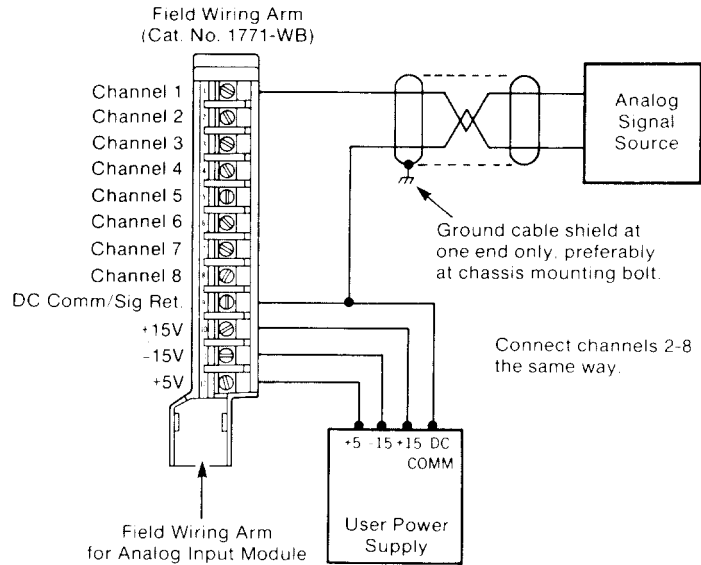 Field Wiring Arm
(Cat. No. 1771-WB)
Channel 1
Channel 2
Channel 3
Channel 4
Channel 5
Channel 6
Channel 7
Channel 8
DC Comm/Sig Ret.
+15V
-15V
+5V
Analog
Signal
Source
Ground cable shield at
one end only, preferably
at chassis mounting bolt.
Connect channels 2-8
the same way.
+5 -15 +15 DC
COMM
User Power
Supply
Field Wiring Arm
for Analog Input Module